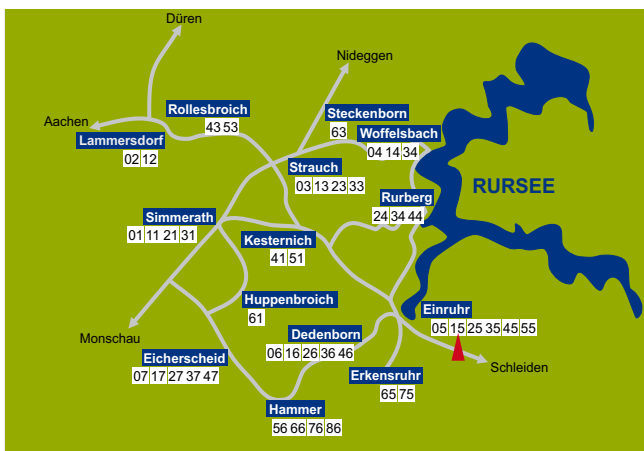 Düren
Nideggen
Rollesbroich
43 53
Steckenborn
63
Aachen
Lammersdorf
02 12
Woffelsbach
04 14 34
Strauch
03 13 23 33
RURSEE
Rurberg
24 34 44
Simmerath
01 11 21 31
Kesternich
41 51
Huppenbroich
61
Einruhr
05 15 25 35 45 55
Monschau
Dedenborn
06 16 26 36 46
Eicherscheid
07 17 27 37 47
Schleiden
Erkensruhr
65 75
Hammer
56 66 76 86